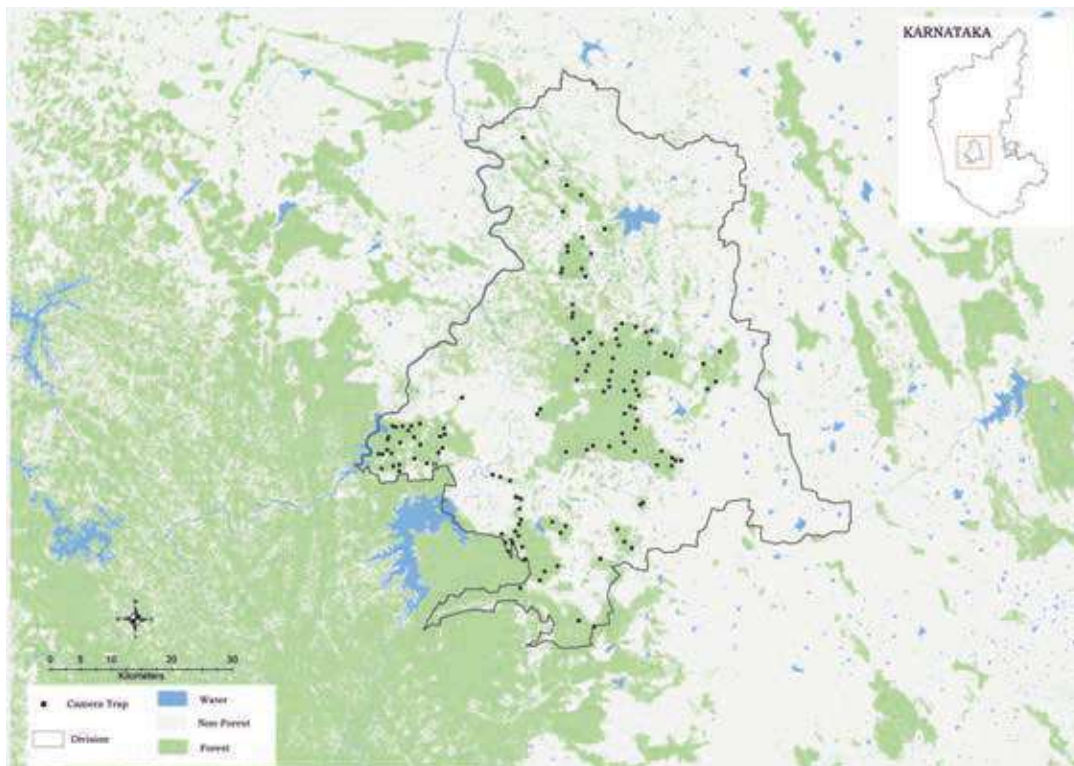 KARNATAKA
0 5 10 20 30
Kilometers
Camera Trap
Division
Water
Non-Forest
Forest